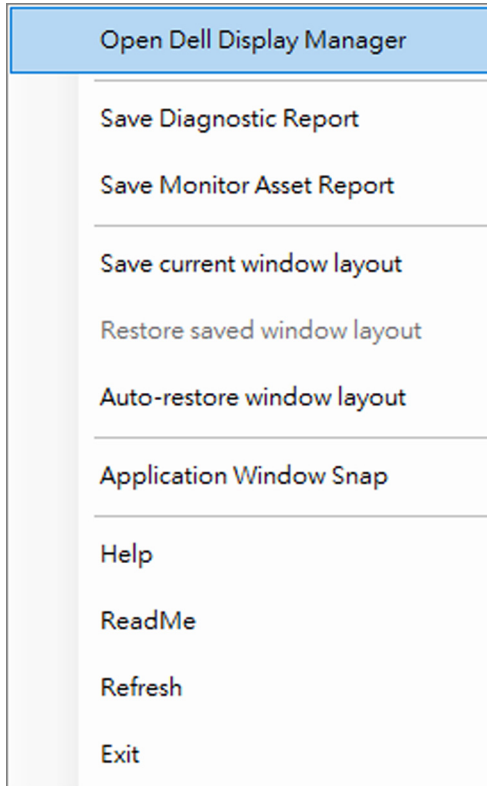 Open Dell Display Manager
Save Diagnostic Report
Save Monitor Asset Report
Save current window layout
Restore saved window layout
Auto-restore window layout
Application Window Snap
Help
ReadMe
Refresh
Exit